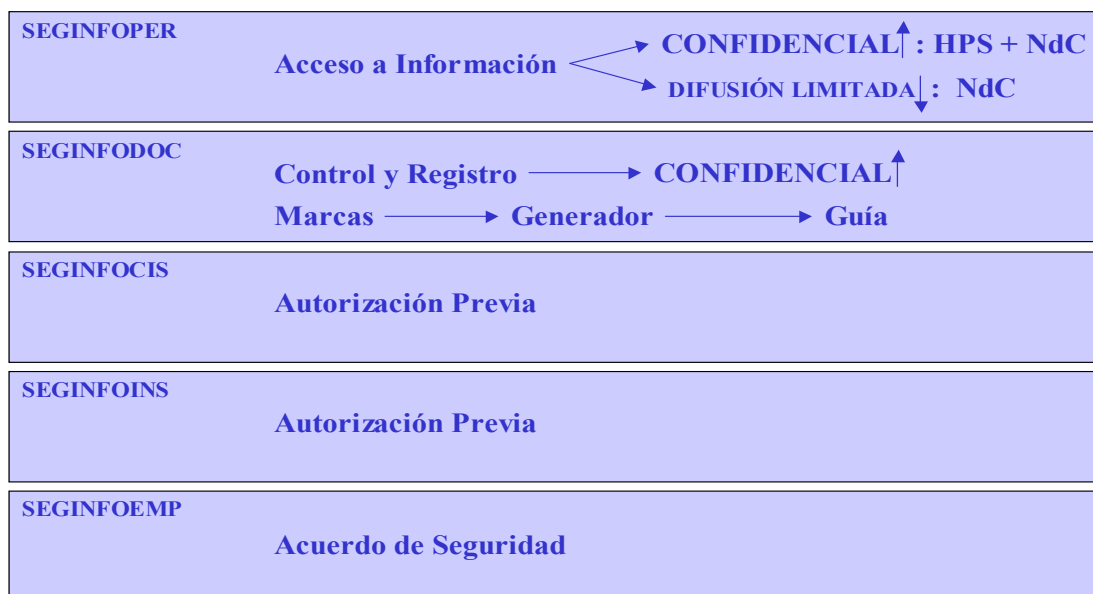 SEGINFOPER
Acceso a Información
CONFIDENCIAL : HPS + NdC
DIFUSIÓN LIMITADA : NdC
SEGINFODOC
Control y Registro CONFIDENCIAL
Marcas Generador Guía
SEGINFOCIS
Autorización Previa
SEGINFOINS
Autorización Previa
SEGINFOEMP
Acuerdo de Seguridad